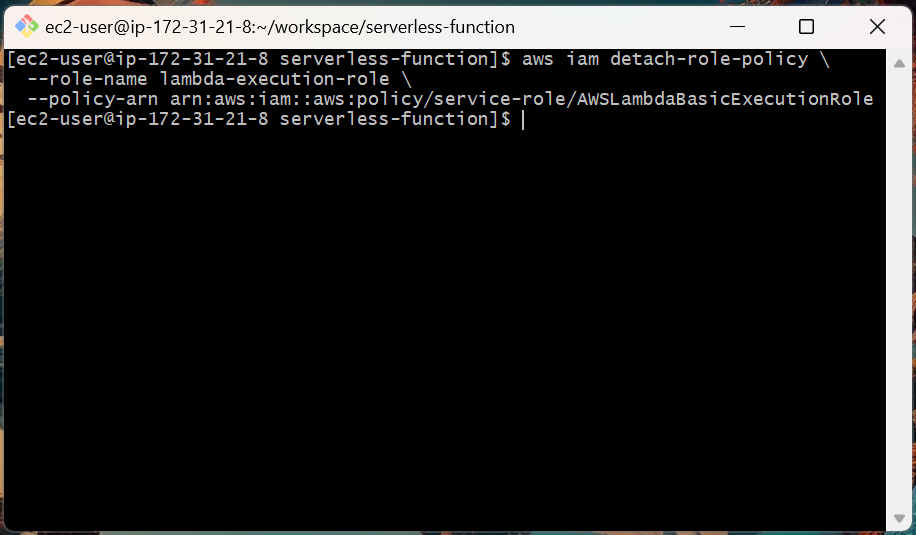 ec2-user@ip-172-31-21-8:~/workspace/serverless-function
[ec2-user@ip-172-31-21-8 serverless-function]$ aws iam detach-role-policy \
  --role-name lambda-execution-role \
  --policy-arn arn:aws:iam::aws:policy/service-role/AWSLambdaBasicExecutionRole
[ec2-user@ip-172-31-21-8 serverless-function]$